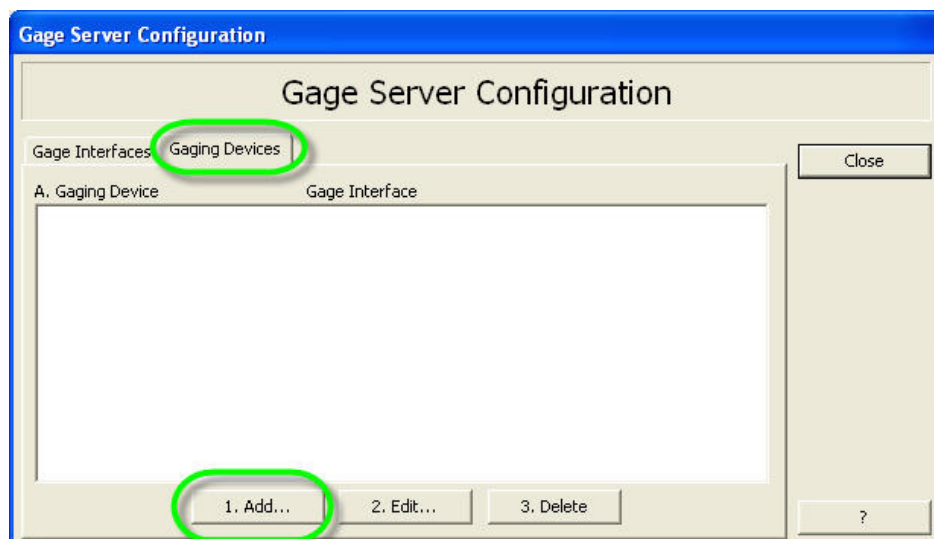 Gage Server Configuration
Gage Server Configuration
Gage Interfaces Gaging Devices
Close
A. Gaging Device Gage Interface
1. Add... 2. Edit... 3. Delete
?